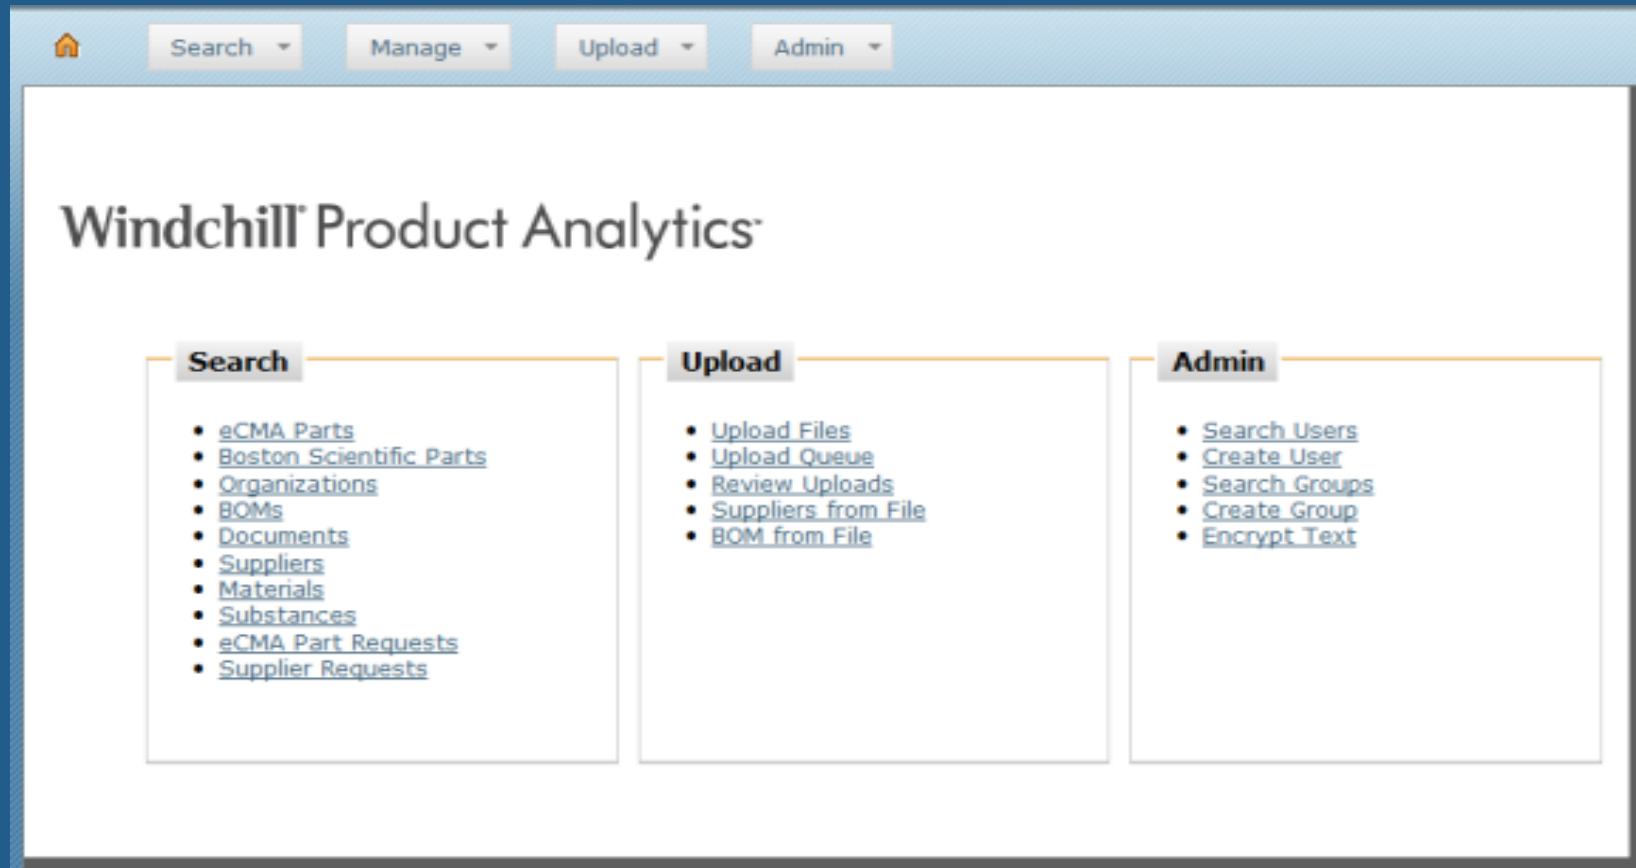 Search Manage Upload Admin
Windchill® Product Analytics™
Search
eCMA Parts
Boston Scientific Parts
Organizations
BOMs
Documents
Suppliers
Materials
Substances
eCMA Part Requests
Supplier Requests
Upload
Upload Files
Upload Queue
Review Uploads
Suppliers from File
BOM from File
Admin
Search Users
Create User
Search Groups
Create Group
Encrypt Text